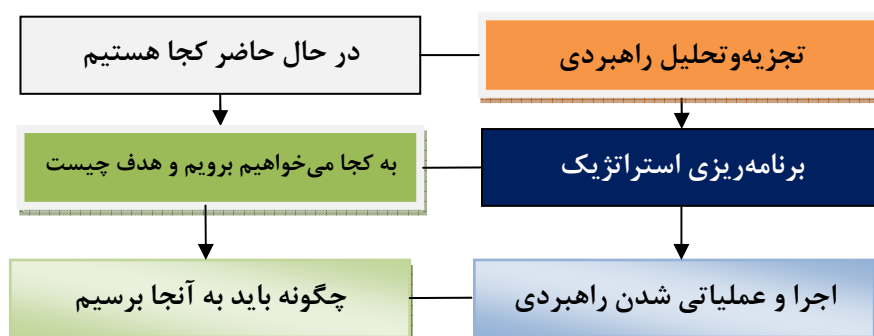 تجزیه‌وتحلیل راهبردی
در حال حاضر کجا هستیم
برنامه‌ریزی استراتژیک
به کجا می‌خواهیم برویم و هدف چیست
اجرا و عملیاتی شدن راهبردی
چگونه باید به آنجا برسیم